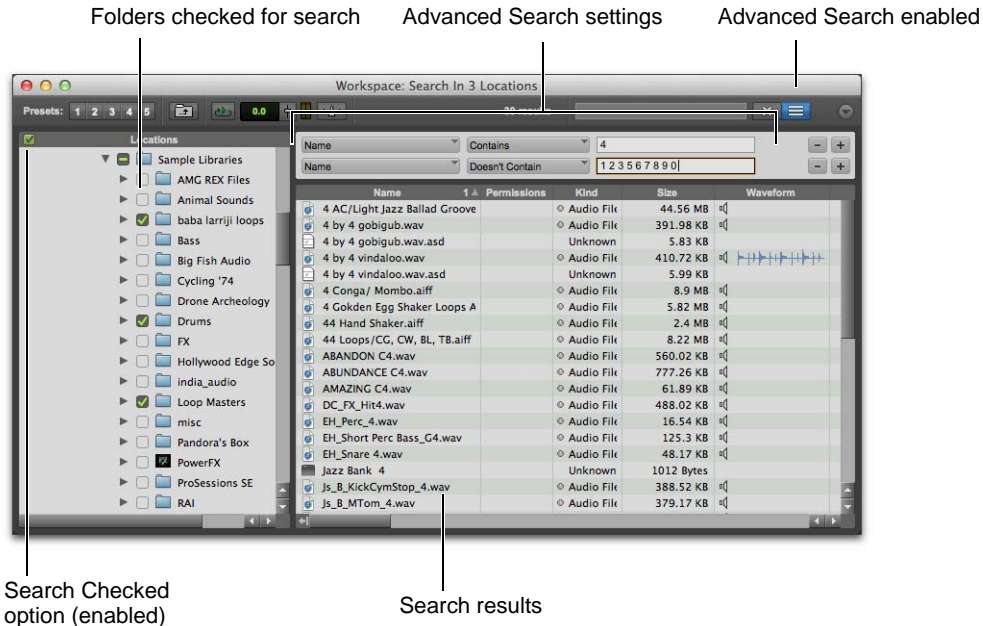 Folders checked for search
Advanced Search settings
Advanced Search enabled
Workspace: Search In 3 Locations
Presets: 1 2 3 4 5
0.0
Locations
Sample Libraries
AMG REX Files
Animal Sounds
baba larriji loops
Bass
Big Fish Audio
Cycling '74
Drone Archeology
Drums
FX
Hollywood Edge So
india_audio
Loop Masters
misc
Pandora's Box
PowerFX
ProSessions SE
RAI
Name Contains 4 - +
Name Doesn't Contain 1 2 3 5 6 7 8 9 0 - +
Name 1 Permissions Kind Size Waveform
4 AC/Light Jazz Ballad Groove Audio File 44.56 MB
4 by 4 gobigub.wav Audio File 391.98 KB
4 by 4 gobigub.wav.asd Unknown 5.83 KB
4 by 4 vindaloo.wav Audio File 410.72 KB
4 by 4 vindaloo.wav.asd Unknown 5.99 KB
4 Conga/ Mombo.aiff Audio File 8.9 MB
4 Gokden Egg Shaker Loops A Audio File 5.82 MB
44 Hand Shaker.aiff Audio File 2.4 MB
44 Loops/CG, CW, BL, TB.aiff Audio File 8.22 MB
ABANDON C4.wav Audio File 560.02 KB
ABUNDANCE C4.wav Audio File 777.26 KB
AMAZING C4.wav Audio File 61.89 KB
DC_FX_Hit4.wav Audio File 488.02 KB
EH_Perc_4.wav Audio File 16.54 KB
EH_Short Perc Bass_G4.wav Audio File 125.3 KB
EH_Snare 4.wav Audio File 48.17 KB
Jazz Bank 4 Unknown 1012 Bytes
Js_B_KickCymStop_4.wav Audio File 388.52 KB
Js_B_MTom_4.wav Audio File 379.17 KB
Search Checked
option (enabled)
Search results